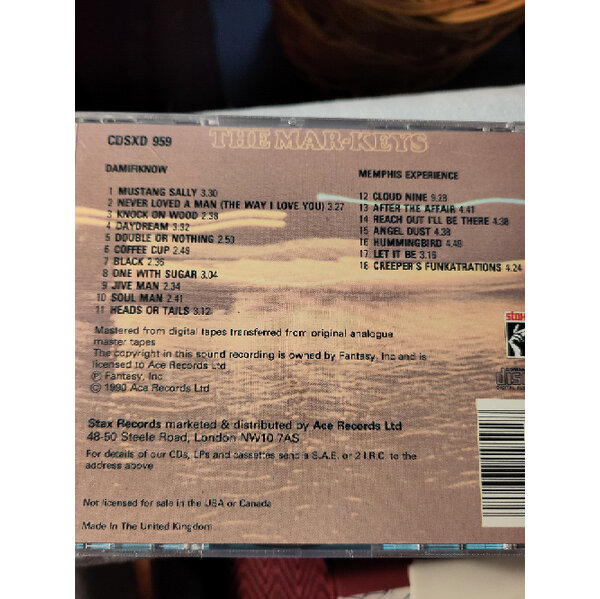 CDSXD 959
THE MAR-KEYS
DAMIFIKNOW
1 MUSTANG SALLY 3.30
2 NEVER LOVED A MAN (THE WAY I LOVE YOU) 3.27
3 KNOCK ON WOOD 2.38
4 DAYDREAM 3.32
5 DOUBLE OR NOTHING 2.50
6 COFFEE CUP 2.49
7 BLACK 2.35
8 ONE WITH SUGAR 3.04
9 JIVE MAN 2.34
10 SOUL MAN 2.41
11 HEADS OR TAILS 3.12
MEMPHIS EXPERIENCE
12 CLOUD NINE 9.28
13 AFTER THE AFFAIR 4.41
14 REACH OUT I'LL BE THERE 4.38
15 ANGEL DUST 4.38
16 HUMMINGBIRD 4.48
17 LET IT BE 3.16
18 CREEPER'S FUNKATRATIONS 4.24
Mastered from digital tapes transferred from original analogue
master tapes
The copyright in this sound recording is owned by Fantasy, Inc and is
licensed to Ace Records Ltd
℗ Fantasy, Inc
© 1990 Ace Records Ltd
Stax Records marketed & distributed by Ace Records Ltd
48-50 Steele Road, London NW10 7AS
For details of our CDs, LPs and cassettes send a S.A.E. or 2 I.R.C. to the
address above
Not licensed for sale in the USA or Canada
Made In The United Kingdom